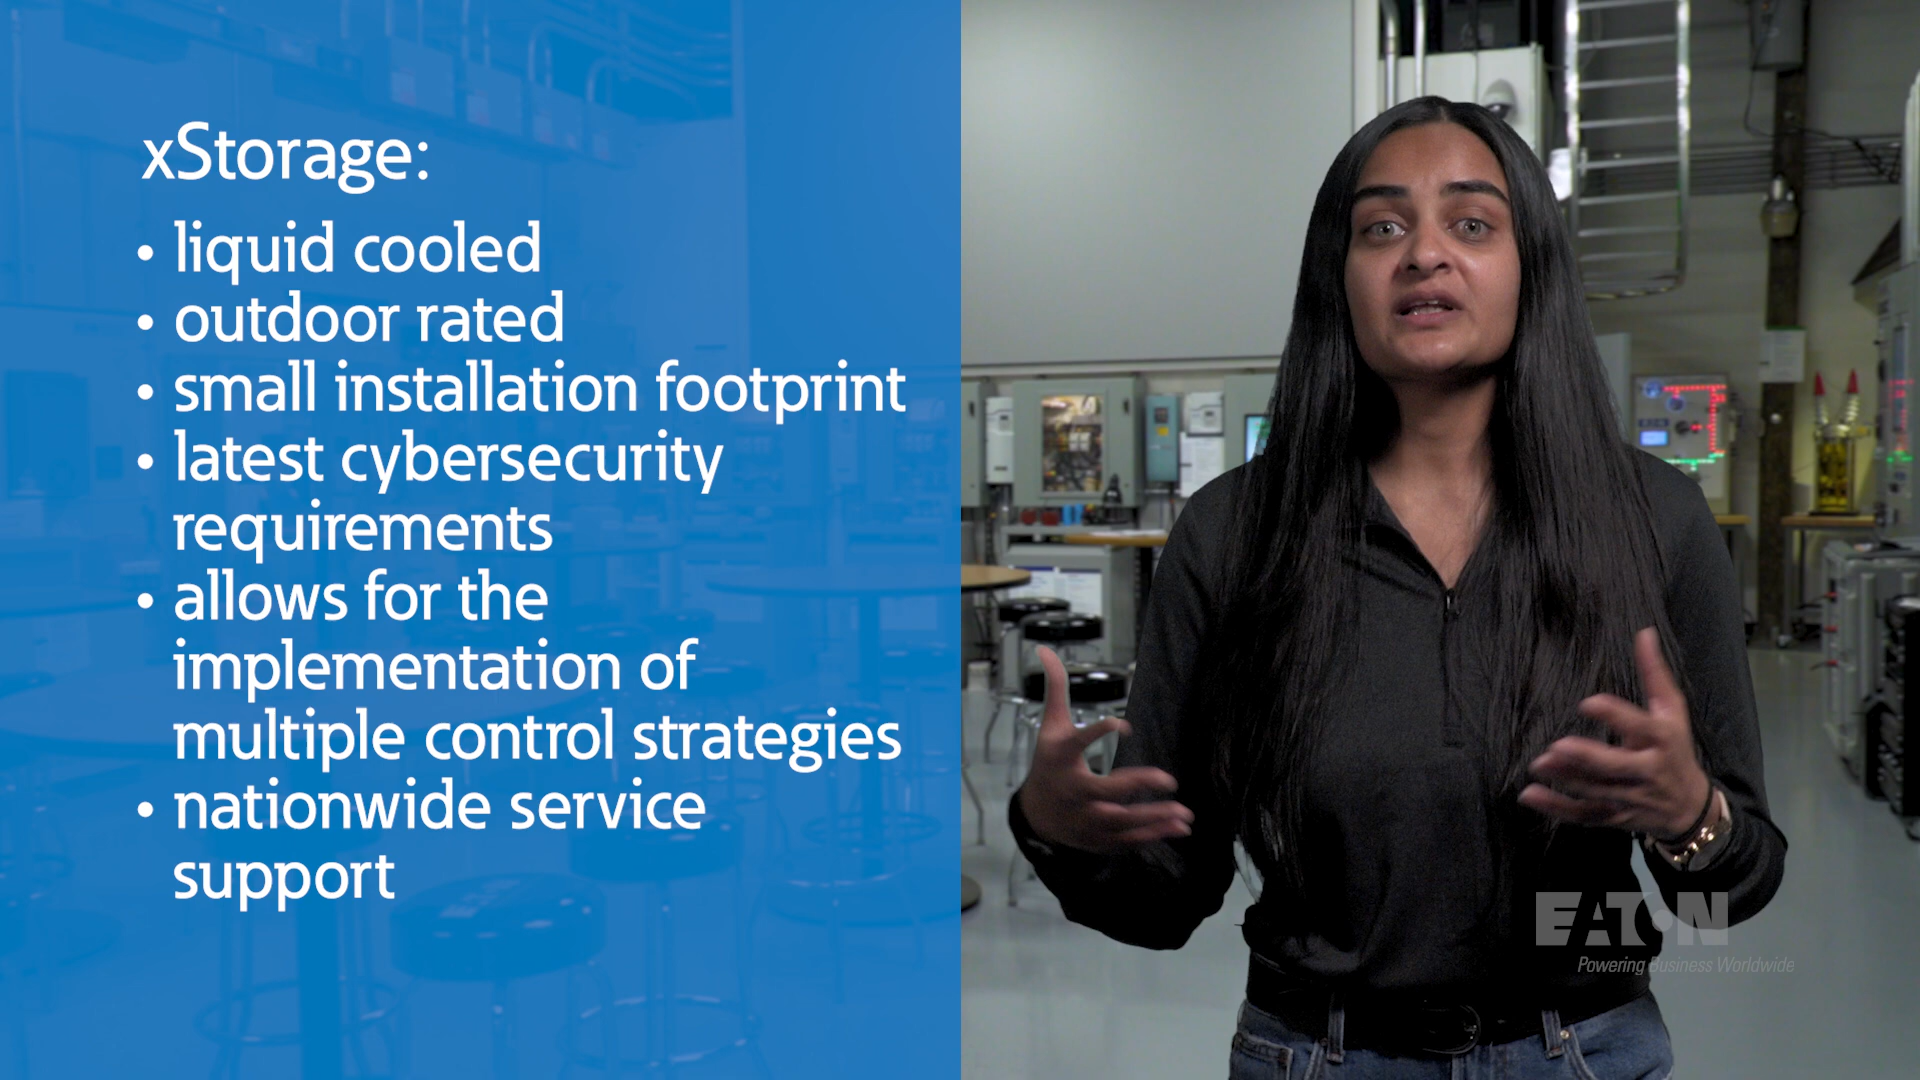 xStorage:
• liquid cooled
• outdoor rated
• small installation footprint
• latest cybersecurity
requirements
• allows for the
implementation of
multiple control strategies
• nationwide service
support
EATON
Powering Business Worldwide